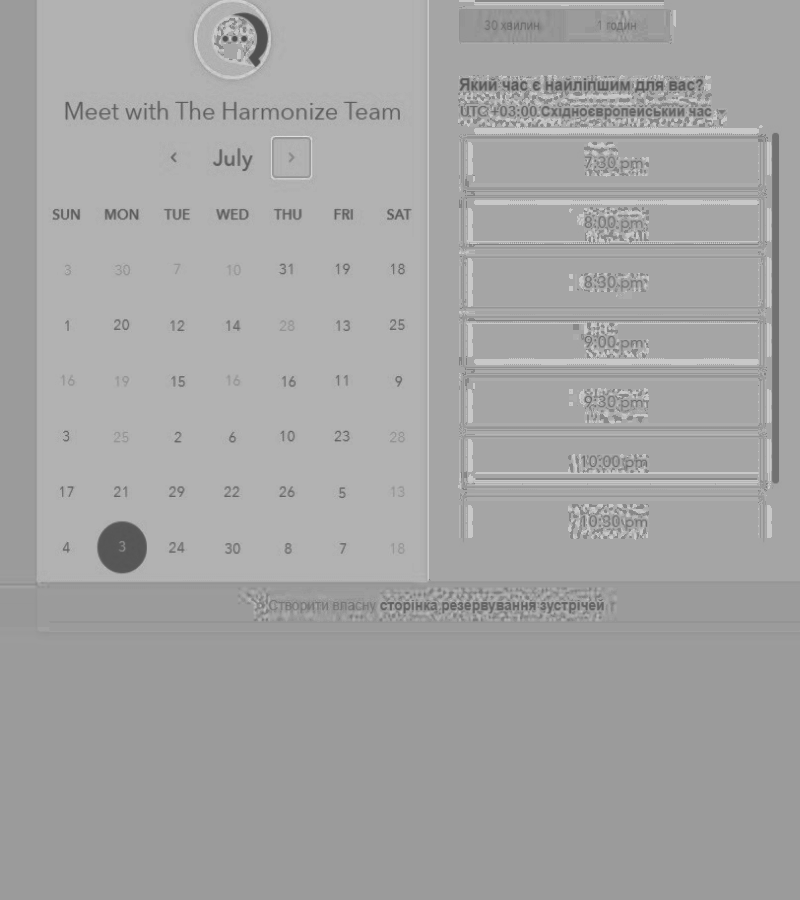 Meet with The Harmonize Team
‹ July ›
SUN MON TUE WED THU FRI SAT
3 30 7 10 31 19 18
1 20 12 14 28 13 25
16 19 15 16 16 11 9
3 25 2 6 10 23 28
17 21 29 22 26 5 13
4 3 24 30 8 7 18
30 хвилин 1 годин
Який час є найліпшим для вас?
UTC +03:00 Східноєвропейський час
7:30 pm
8:00 pm
8:30 pm
9:00 pm
9:30 pm
10:00 pm
10:30 pm
Створити власну сторінка резервування зустрічей